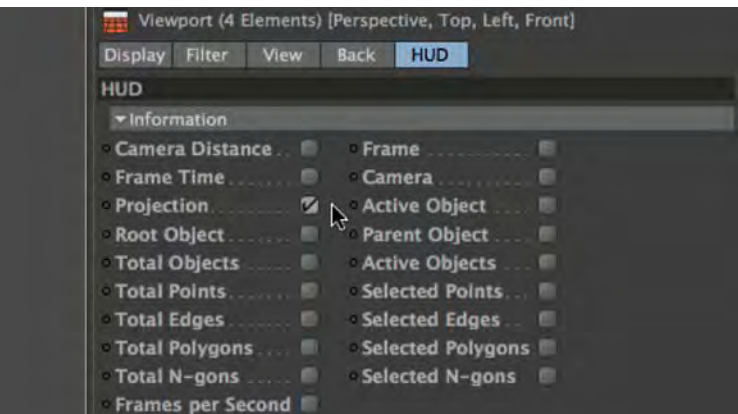 Viewport (4 Elements) [Perspective, Top, Left, Front]
Display Filter View Back HUD
HUD
Information
Camera Distance Frame
Frame Time Camera
Projection Active Object
Root Object Parent Object
Total Objects Active Objects
Total Points Selected Points
Total Edges Selected Edges
Total Polygons Selected Polygons
Total N-gons Selected N-gons
Frames per Second